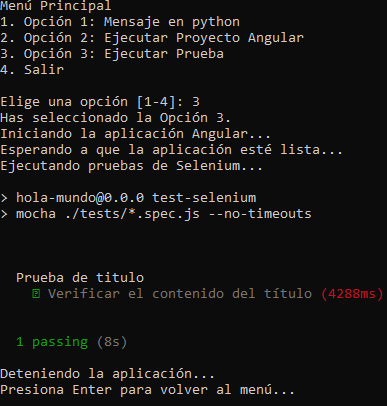 Menú Principal
1. Opción 1: Mensaje en python
2. Opción 2: Ejecutar Proyecto Angular
3. Opción 3: Ejecutar Prueba
4. Salir
Elige una opción [1-4]: 3
Has seleccionado la Opción 3.
Iniciando la aplicación Angular...
Esperando a que la aplicación esté lista...
Ejecutando pruebas de Selenium...
> hola-mundo@0.0.0 test-selenium
> mocha ./tests/*.spec.js --no-timeouts
Prueba de titulo
Verificar el contenido del título (4288ms)
1 passing (8s)
Deteniendo la aplicación...
Presiona Enter para volver al menú...